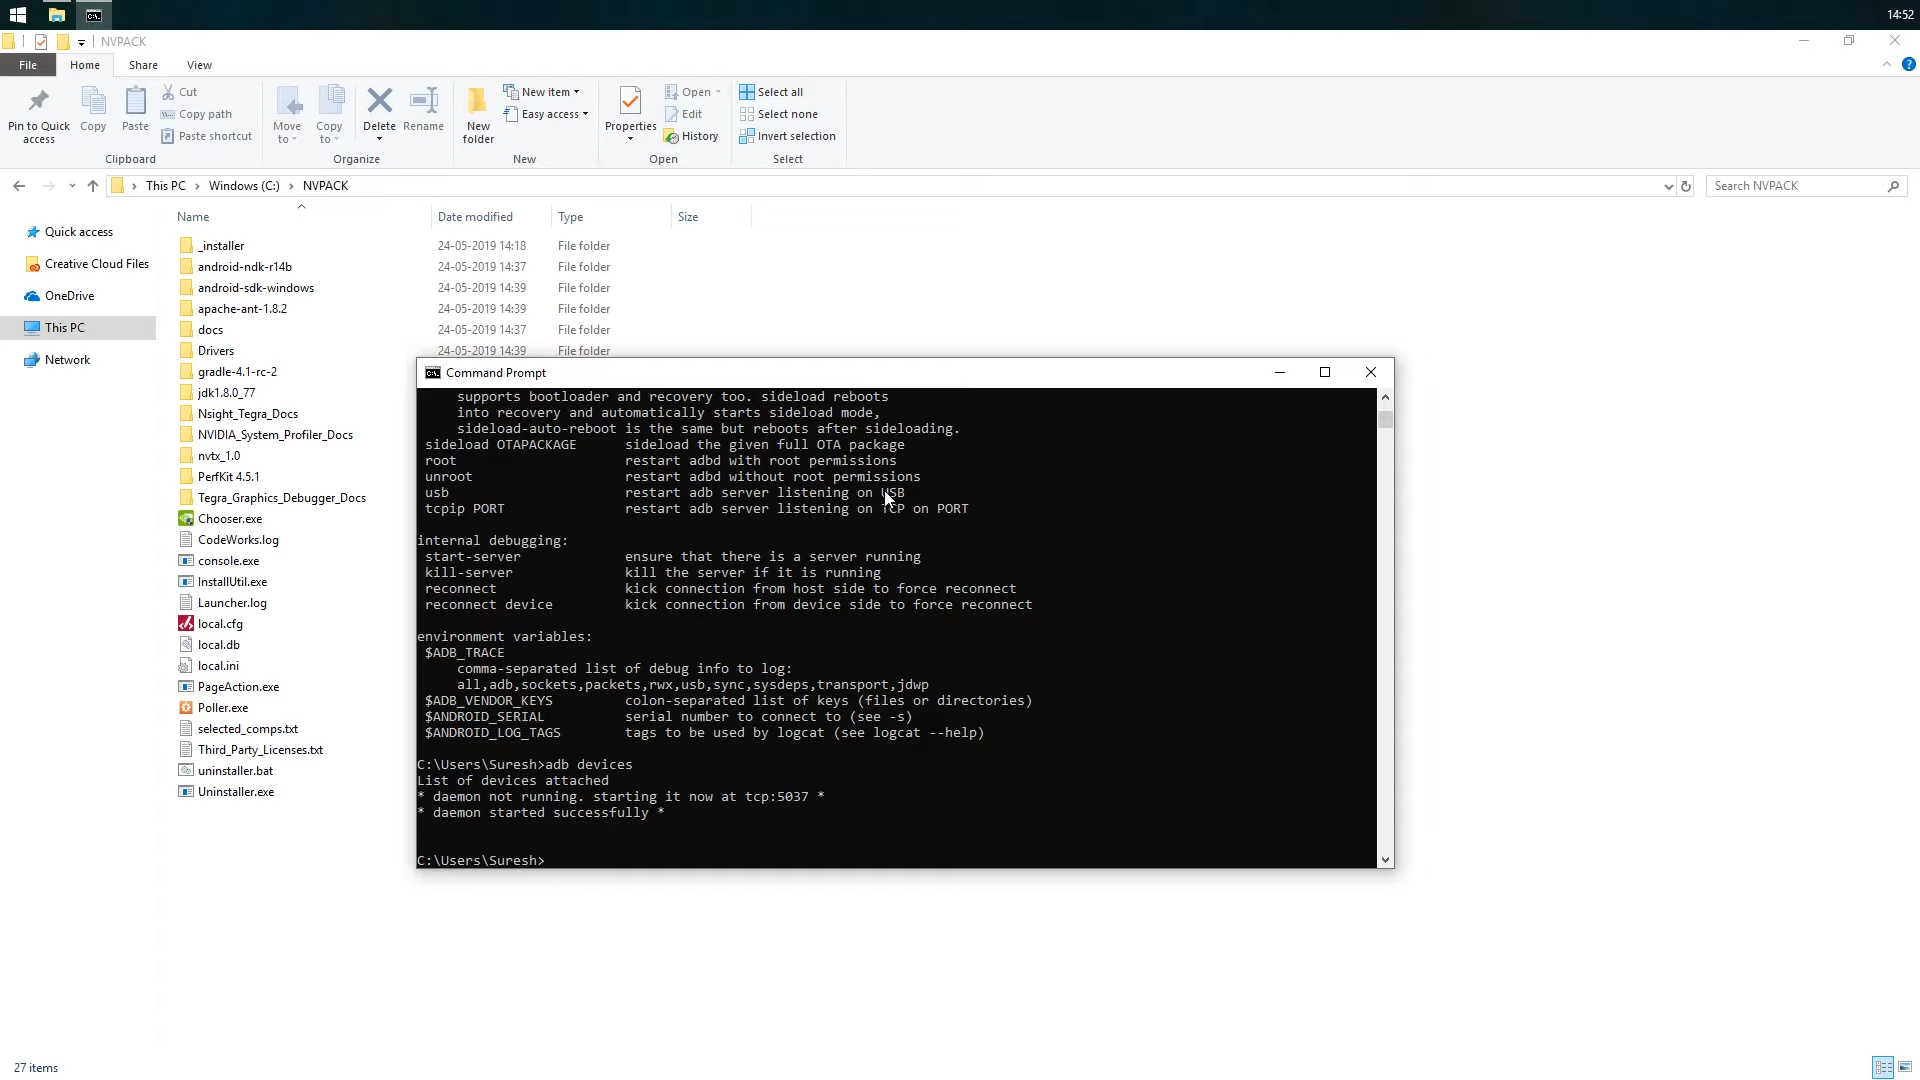 14:52
NVPACK
File
Home
Share
View
Pin to Quick access
Copy
Paste
Cut
Copy path
Paste shortcut
Clipboard
Move to
Copy to
Delete
Rename
Organize
New folder
New item
Easy access
New
Properties
Open
Edit
History
Open
Select all
Select none
Invert selection
Select
This PC
Windows (C:)
NVPACK
Search NVPACK
Quick access
Creative Cloud Files
OneDrive
This PC
Network
Name Date modified Type Size
_installer 24-05-2019 14:18 File folder
android-ndk-r14b 24-05-2019 14:37 File folder
android-sdk-windows 24-05-2019 14:39 File folder
apache-ant-1.8.2 24-05-2019 14:39 File folder
docs 24-05-2019 14:37 File folder
Drivers 24-05-2019 14:39 File folder
gradle-4.1-rc-2
jdk1.8.0_77
Nsight_Tegra_Docs
NVIDIA_System_Profiler_Docs
nvtx_1.0
PerfKit 4.5.1
Tegra_Graphics_Debugger_Docs
Chooser.exe
CodeWorks.log
console.exe
InstallUtil.exe
Launcher.log
local.cfg
local.db
local.ini
PageAction.exe
Poller.exe
selected_comps.txt
Third_Party_Licenses.txt
uninstaller.bat
Uninstaller.exe
Command Prompt
supports bootloader and recovery too. sideload reboots
into recovery and automatically starts sideload mode,
sideload-auto-reboot is the same but reboots after sideloading.
sideload OTAPACKAGE sideload the given full OTA package
root restart adbd with root permissions
unroot restart adbd without root permissions
usb restart adb server listening on USB
tcpip PORT restart adb server listening on TCP on PORT
internal debugging:
start-server ensure that there is a server running
kill-server kill the server if it is running
reconnect kick connection from host side to force reconnect
reconnect device kick connection from device side to force reconnect
environment variables:
$ADB_TRACE
comma-separated list of debug info to log:
all,adb,sockets,packets,rwx,usb,sync,sysdeps,transport,jdwp
$ADB_VENDOR_KEYS colon-separated list of keys (files or directories)
$ANDROID_SERIAL serial number to connect to (see -s)
$ANDROID_LOG_TAGS tags to be used by logcat (see logcat --help)
C:\Users\Suresh>adb devices
List of devices attached
* daemon not running. starting it now at tcp:5037 *
* daemon started successfully *
C:\Users\Suresh>
27 items